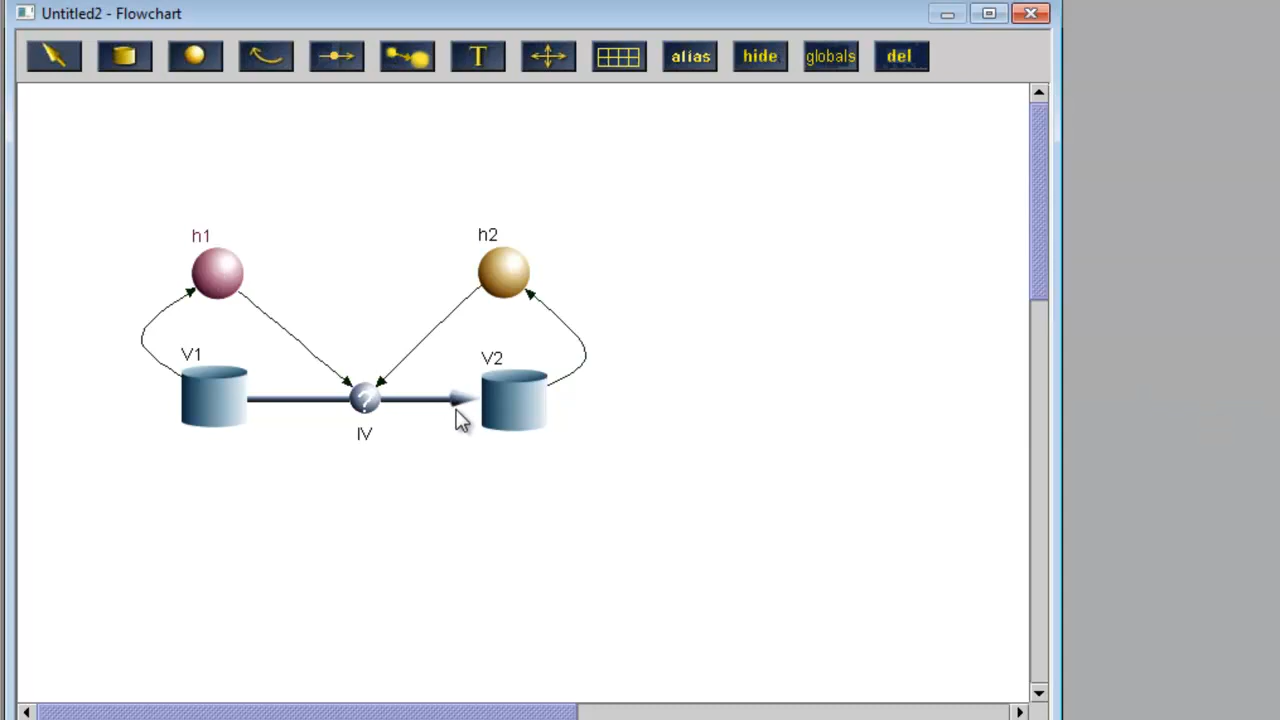 Untitled2 - Flowchart
T alias hide globals del
h1 h2
V1 V2
?
IV